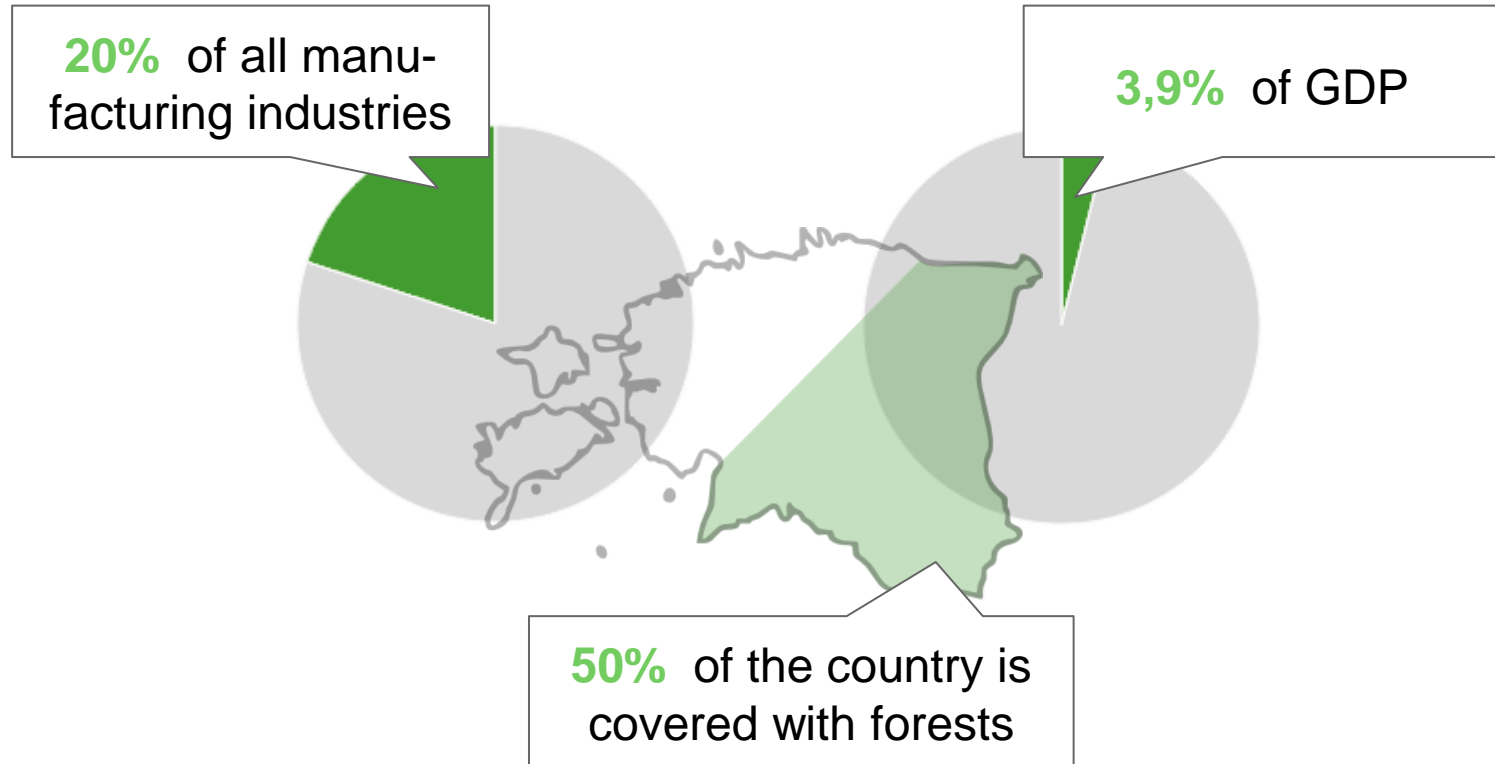 20% of all manu-
facturing industries
3,9% of GDP
50% of the country is
covered with forests